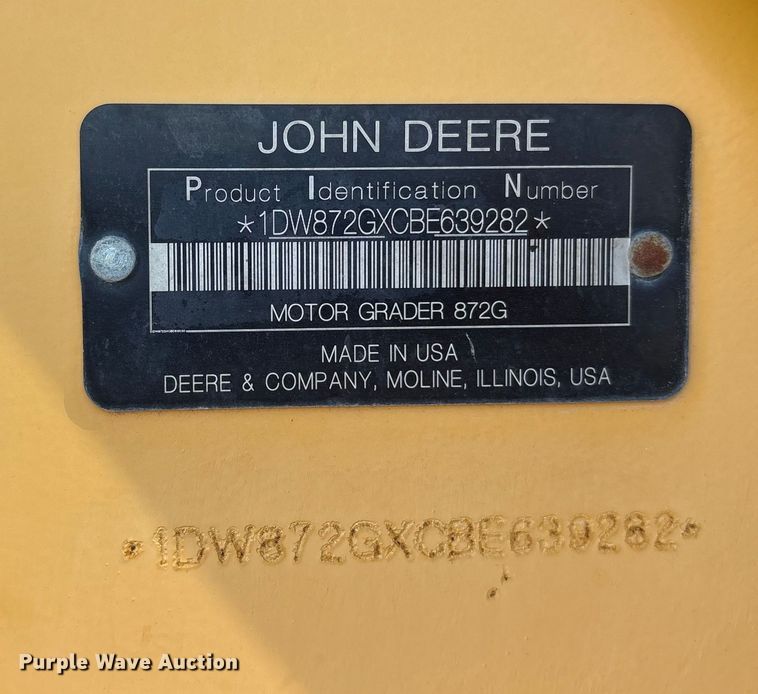 JOHN DEERE
Product Identification Number
*1DW872GXCBE639282*
MOTOR GRADER 872G
MADE IN USA
DEERE & COMPANY, MOLINE, ILLINOIS, USA
*1DW872GXCBE639282*
Purple Wave Auction